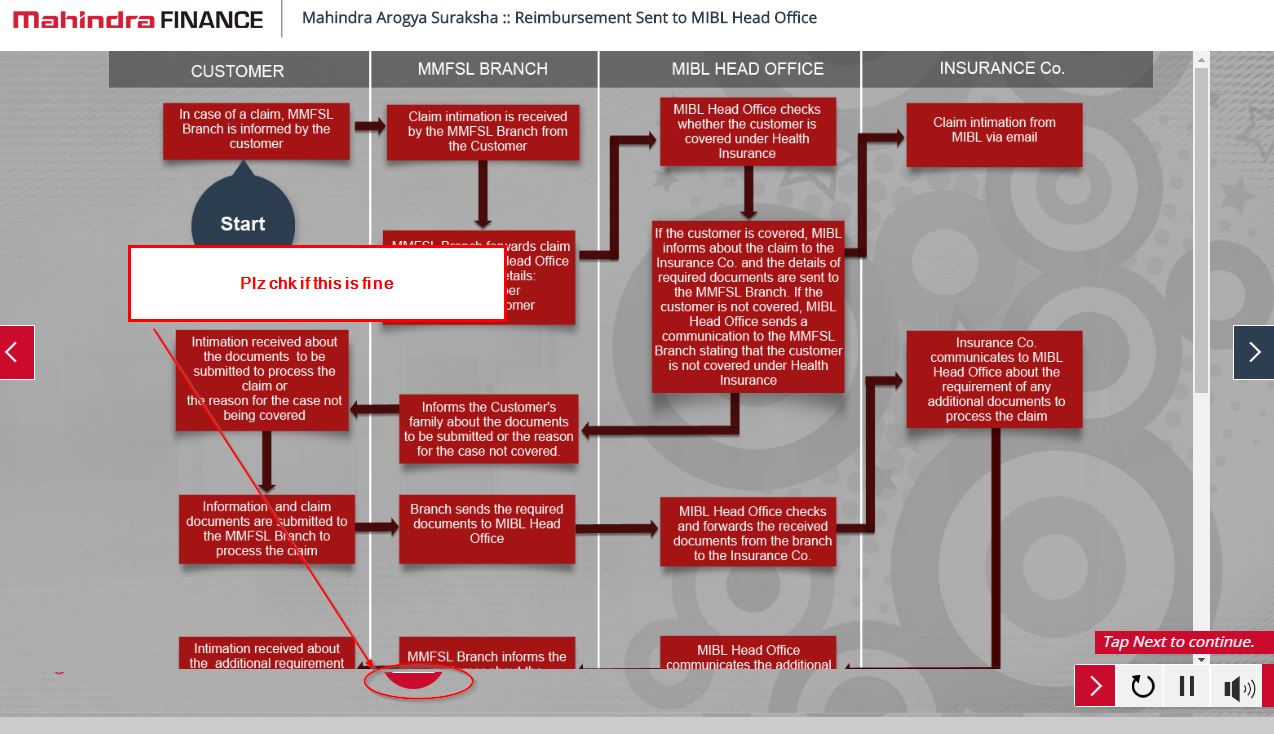 Mahindra FINANCE
Mahindra Arogya Suraksha :: Reimbursement Sent to MIBL Head Office
CUSTOMER
MMFSL BRANCH
MIBL HEAD OFFICE
INSURANCE Co.
In case of a claim, MMFSL
Branch is informed by the
customer
Claim intimation is received
by the MMFSL Branch from
the Customer
MIBL Head Office checks
whether the customer is
covered under Health
Insurance
Claim intimation from
MIBL via email
Start
MMFSL Branch forwards claim
ead Office
etails:
er
omer
If the customer is covered, MIBL
informs about the claim to the
Insurance Co. and the details of
required documents are sent to
the MMFSL Branch. If the
customer is not covered, MIBL
Head Office sends a
communication to the MMFSL
Branch stating that the customer
is not covered under Health
Insurance
Plz chk if this is fine
Intimation received about
the documents to be
submitted to process the
claim or
the reason for the case not
being covered
Informs the Customer's
family about the documents
to be submitted or the reason
for the case not covered.
Insurance Co.
communicates to MIBL
Head Office about the
requirement of any
additional documents to
process the claim
Information and claim
documents are submitted to
the MMFSL Branch to
process the claim
Branch sends the required
documents to MIBL Head
Office
MIBL Head Office checks
and forwards the received
documents from the branch
to the Insurance Co.
Intimation received about
the additional requirement
MMFSL Branch informs the
MIBL Head Office
communicates the additional
Tap Next to continue.